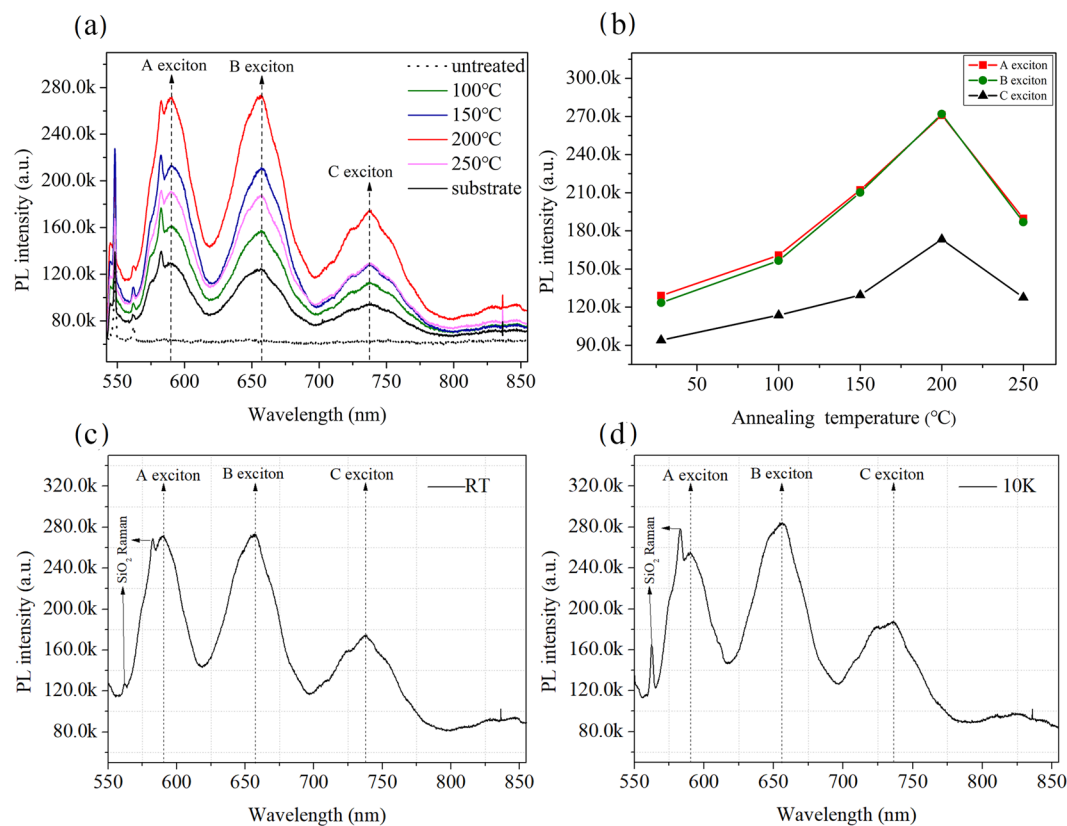 (a)
A exciton
B exciton
C exciton
untreated
100℃
150℃
200℃
250℃
substrate
PL intensity (a.u.)
280.0k
240.0k
200.0k
160.0k
120.0k
80.0k
550 600 650 700 750 800 850
Wavelength (nm)
(b)
A exciton
B exciton
C exciton
PL intensity (a.u.)
300.0k
270.0k
240.0k
210.0k
180.0k
150.0k
120.0k
90.0k
50 100 150 200 250
Annealing temperature (℃)
(c)
A exciton
B exciton
C exciton
RT
SiO₂ Raman
PL intensity (a.u.)
320.0k
280.0k
240.0k
200.0k
160.0k
120.0k
80.0k
550 600 650 700 750 800 850
Wavelength (nm)
(d)
A exciton
B exciton
C exciton
10K
SiO₂ Raman
PL intensity (a.u.)
320.0k
280.0k
240.0k
200.0k
160.0k
120.0k
80.0k
550 600 650 700 750 800 850
Wavelength (nm)